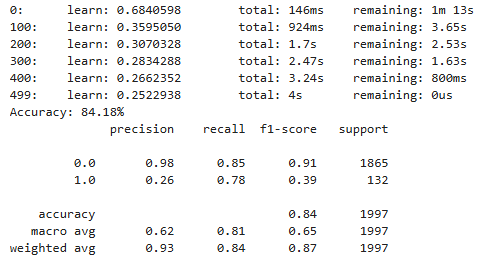 0: learn: 0.6840598 total: 146ms remaining: 1m 13s
100: learn: 0.3595050 total: 924ms remaining: 3.65s
200: learn: 0.3070328 total: 1.7s remaining: 2.53s
300: learn: 0.2834288 total: 2.47s remaining: 1.63s
400: learn: 0.2662352 total: 3.24s remaining: 800ms
499: learn: 0.2522938 total: 4s remaining: 0us
Accuracy: 84.18%
precision recall f1-score support
0.0 0.98 0.85 0.91 1865
1.0 0.26 0.78 0.39 132
accuracy 0.84 1997
macro avg 0.62 0.81 0.65 1997
weighted avg 0.93 0.84 0.87 1997